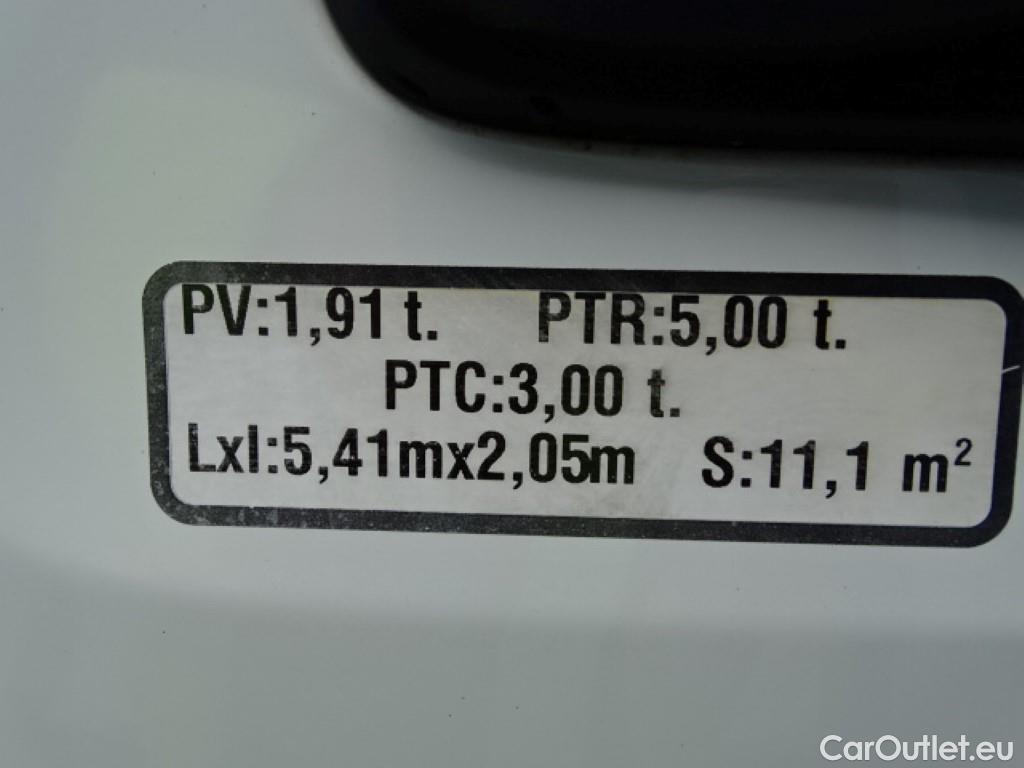 PV:1,91 t. PTR:5,00 t.
PTC:3,00 t.
Lxl:5,41mx2,05m S:11,1 m²
CarOutlet.eu